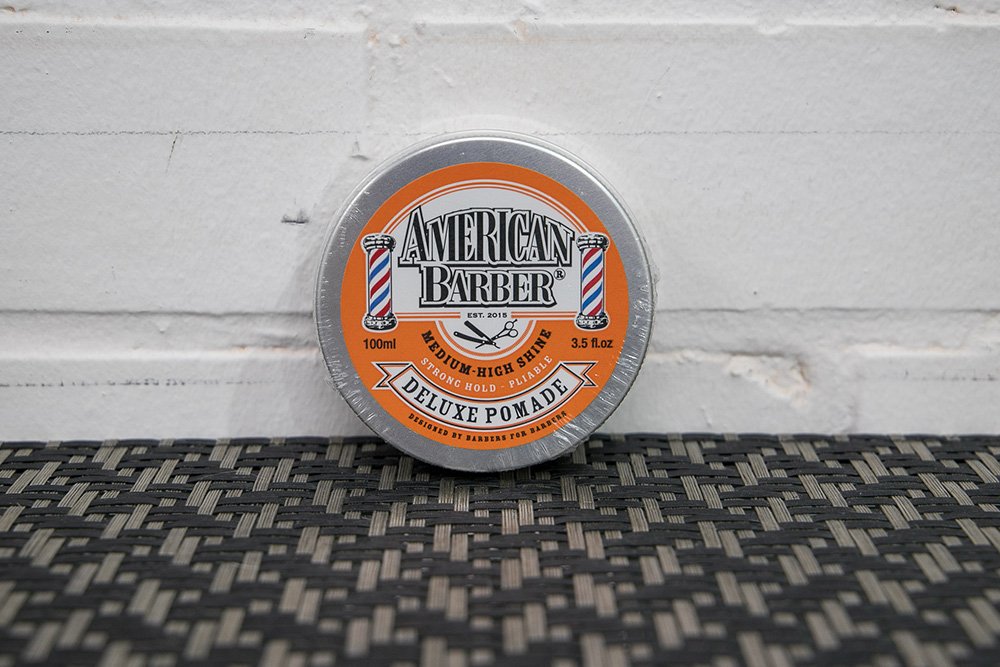 AMERICAN
BARBER®
EST. 2015
100ml
3.5 fl.oz
MEDIUM-HIGH SHINE
STRONG HOLD - PLIABLE
DELUXE POMADE
DESIGNED BY BARBERS FOR BARBERS